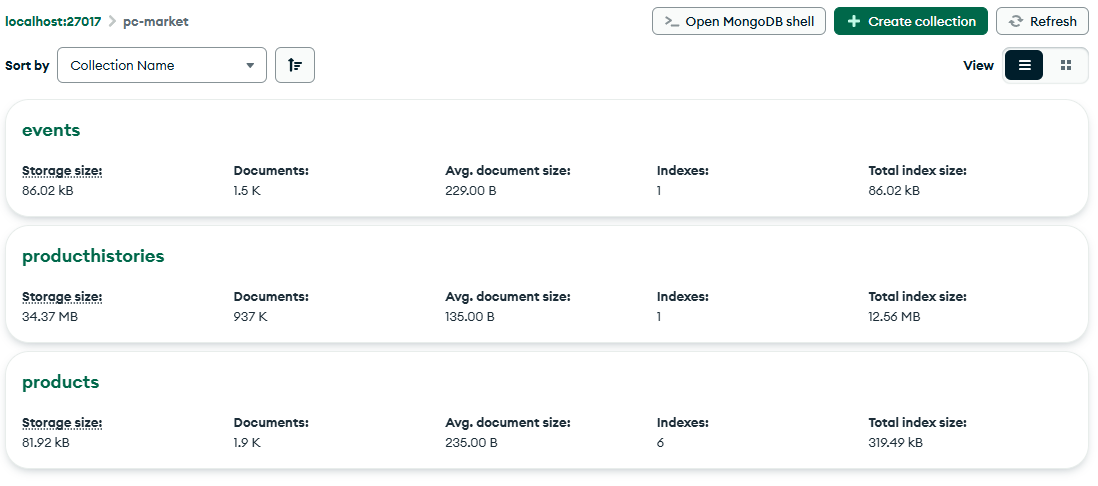 localhost:27017 > pc-market
>_ Open MongoDB shell
+ Create collection
Refresh
Sort by Collection Name
View
events
Storage size: Documents: Avg. document size: Indexes: Total index size:
86.02 kB 1.5 K 229.00 B 1 86.02 kB
producthistories
Storage size: Documents: Avg. document size: Indexes: Total index size:
34.37 MB 937 K 135.00 B 1 12.56 MB
products
Storage size: Documents: Avg. document size: Indexes: Total index size:
81.92 kB 1.9 K 235.00 B 6 319.49 kB